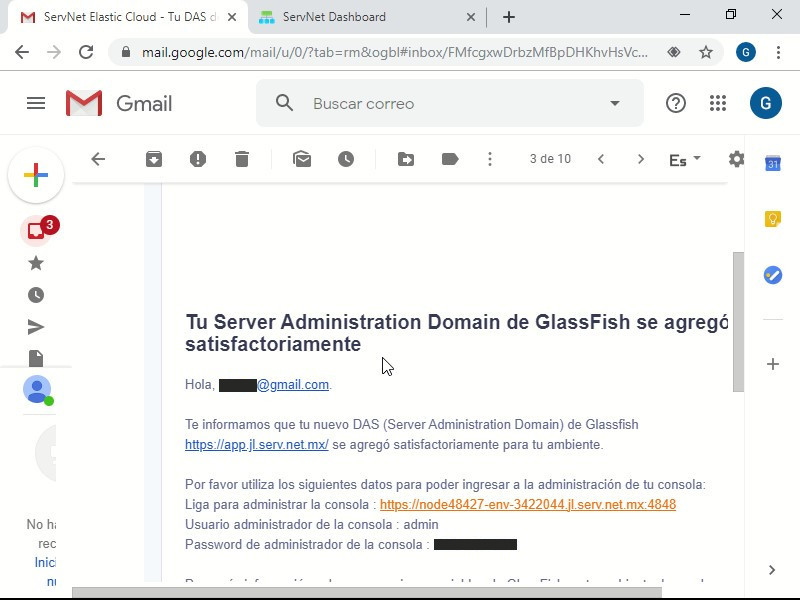 ServNet Elastic Cloud - Tu DAS d
ServNet Dashboard
mail.google.com/mail/u/0/?tab=rm&ogbl#inbox/FMfcgxwDrbzMfBpDHKhvHsVc...
G
Gmail
Buscar correo
G
3 de 10
Es
31
3
Tu Server Administration Domain de GlassFish se agregó
satisfactoriamente
Hola, @gmail.com.
Te informamos que tu nuevo DAS (Server Administration Domain) de Glassfish
https://app.jl.serv.net.mx/ se agregó satisfactoriamente para tu ambiente.
Por favor utiliza los siguientes datos para poder ingresar a la administración de tu consola:
Liga para administrar la consola : https://node48427-env-3422044.jl.serv.net.mx:4848
Usuario administrador de la consola : admin
Password de administrador de la consola :
No ha
rec
Inici
nu